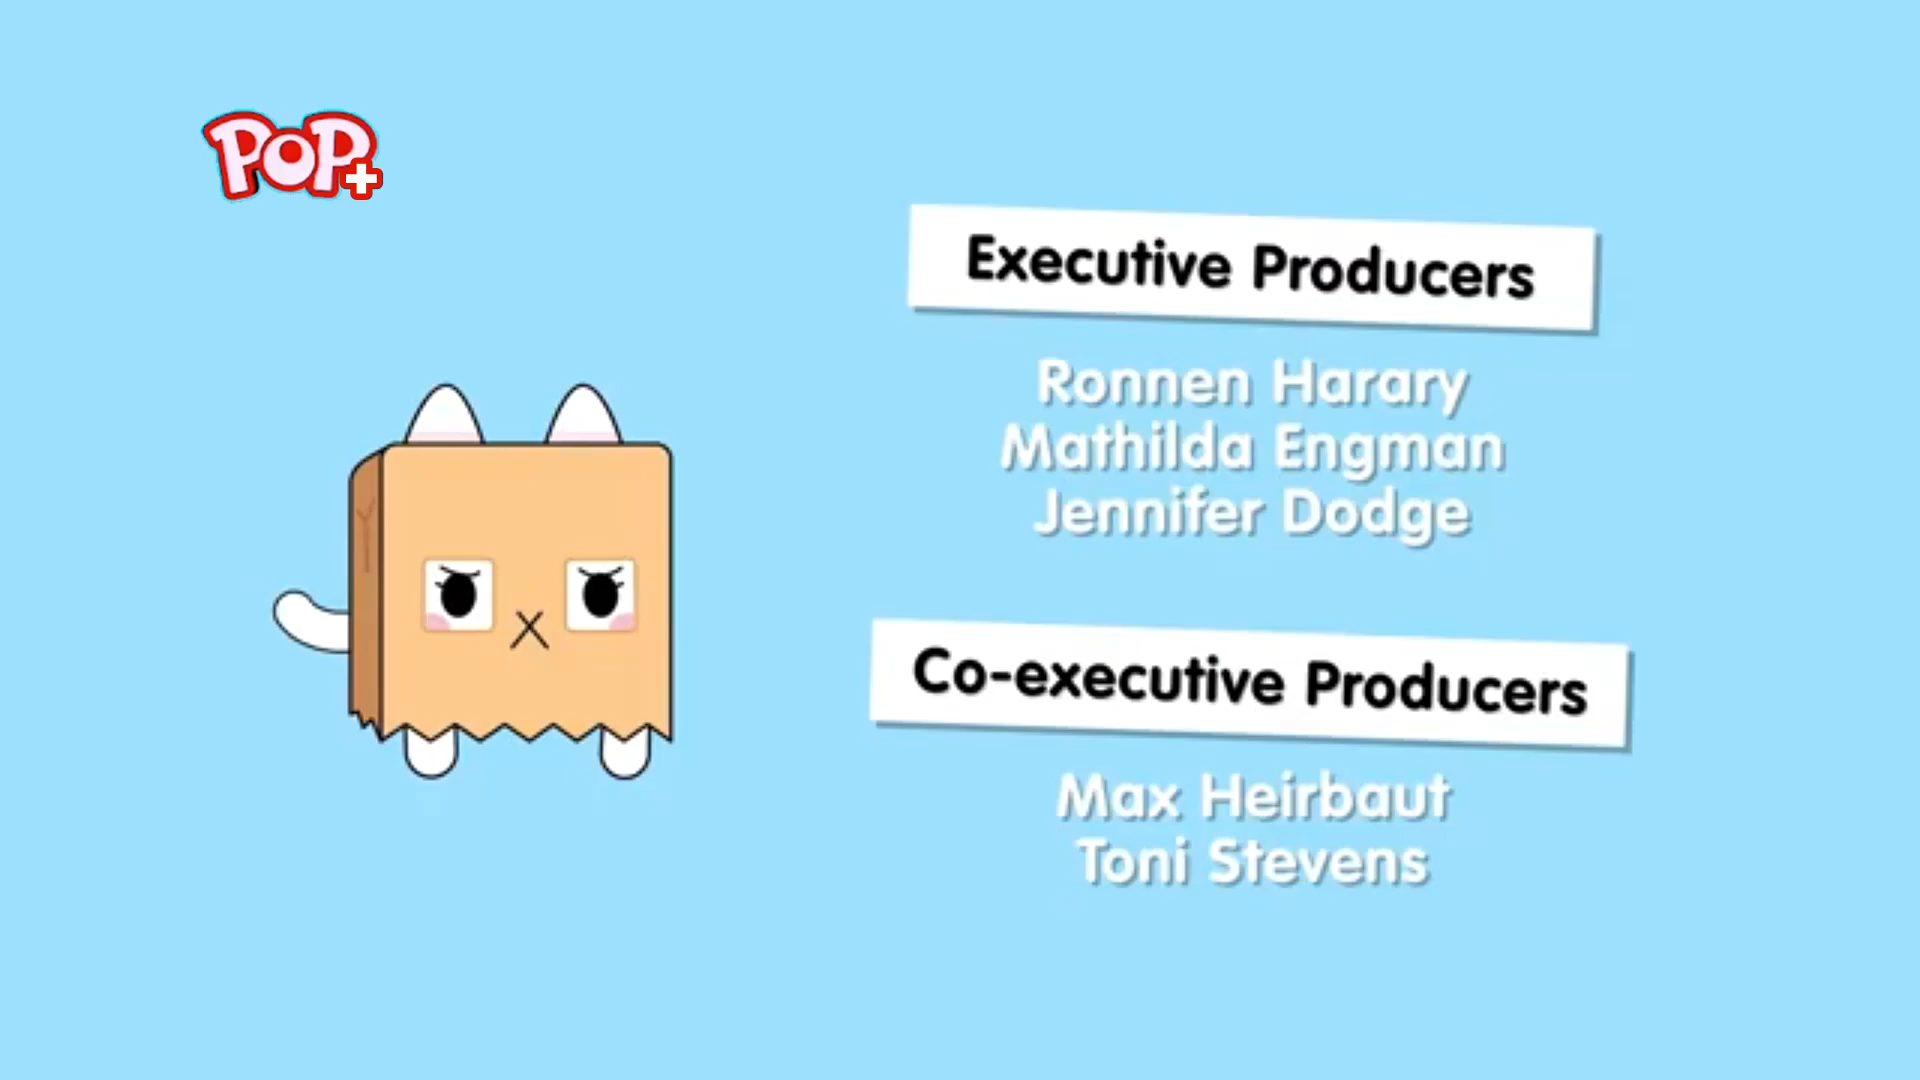 POP+
Executive Producers
Ronnen Harary
Mathilda Engman
Jennifer Dodge
Co-executive Producers
Max Heirbaut
Toni Stevens